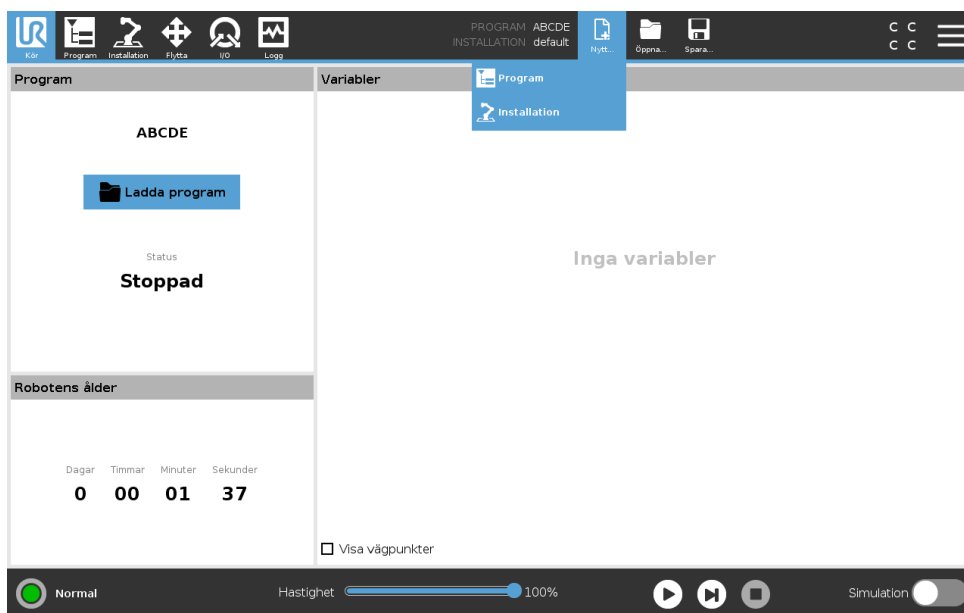 UR
Kör
Program
Installation
Flytta
I/O
Logg
PROGRAM ABCDE
INSTALLATION default
Nytt...
Öppna...
Spara...
C C
C C
Program
Installation
Program
ABCDE
Ladda program
Status
Stoppad
Robotens ålder
Dagar Timmar Minuter Sekunder
0 00 01 37
Variabler
Inga variabler
Visa vägpunkter
Normal
Hastighet 100%
Simulation